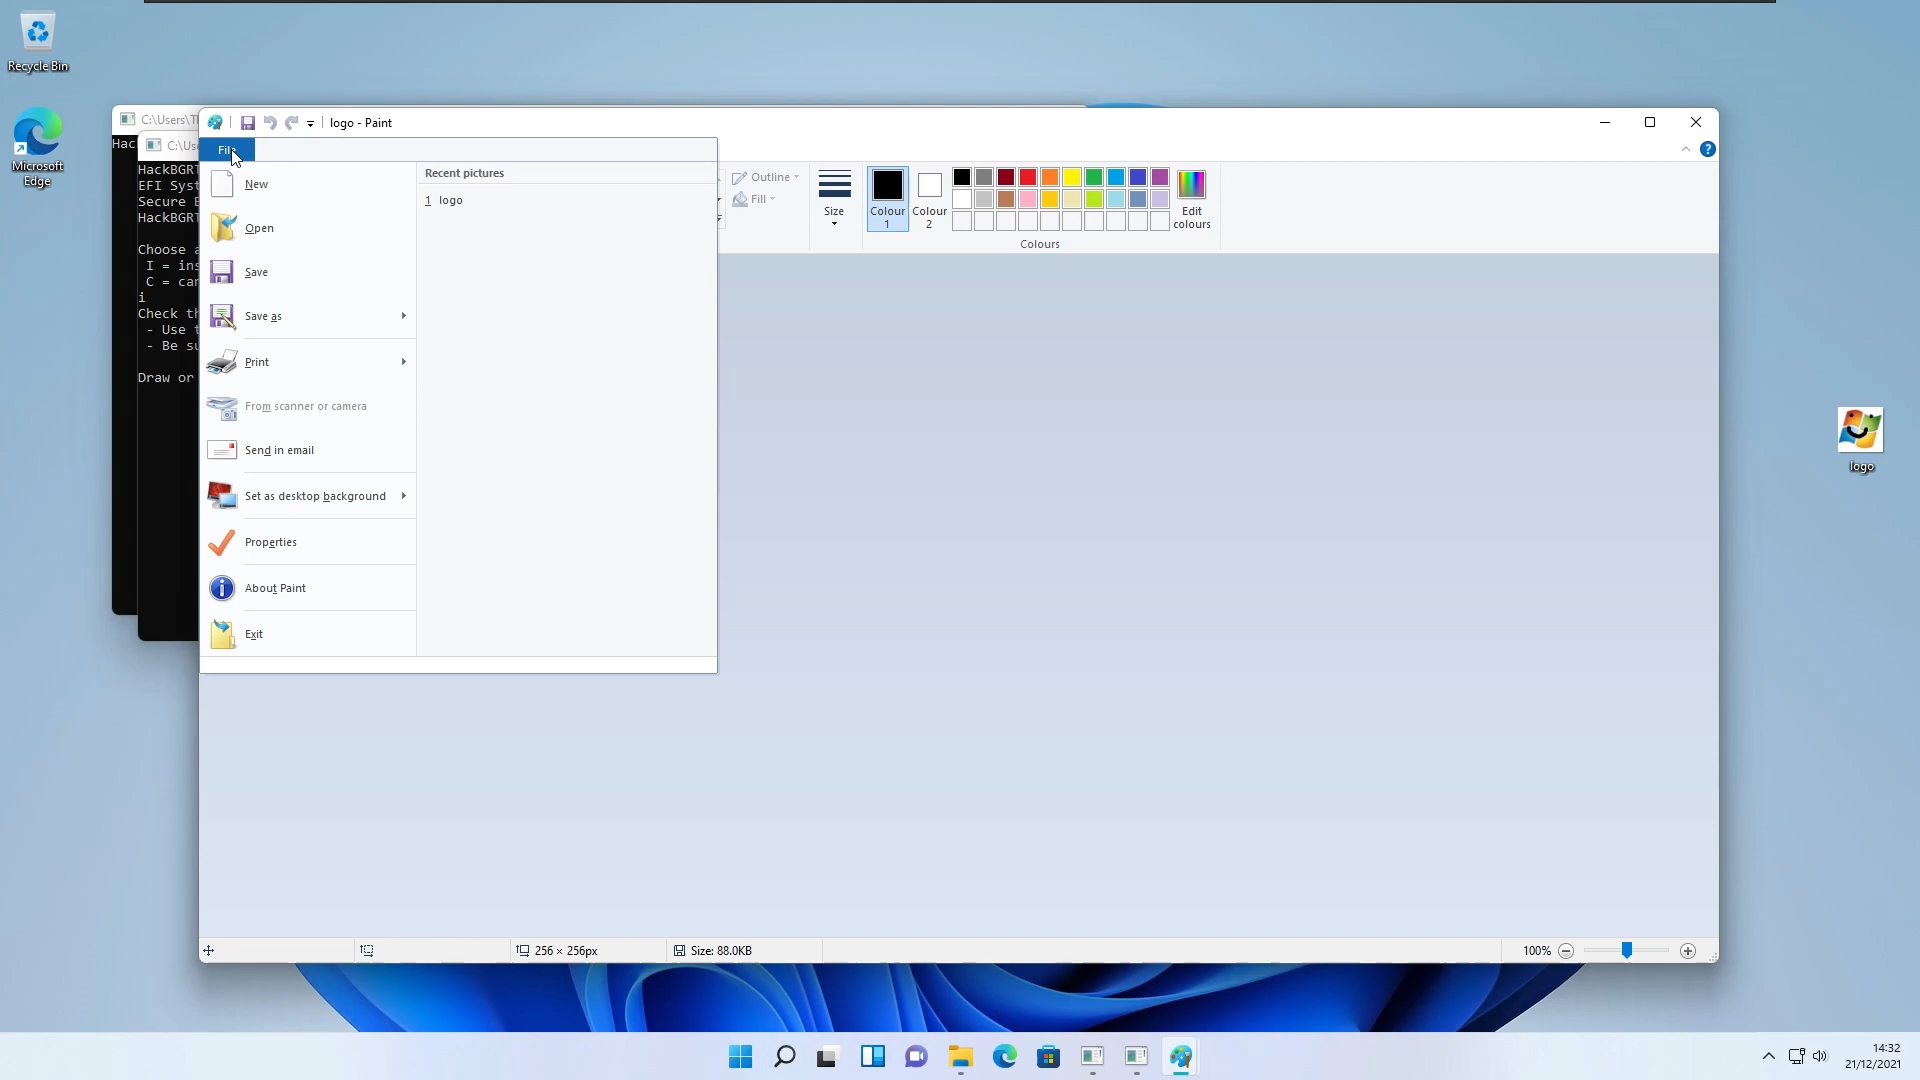 Recycle Bin
Microsoft
Edge
C:\Users\T
Hac
C:\Use
HackBGRT
EFI Syst
Secure
HackBGRT
Choose a
I = ins
C = can
i
Check th
- Use t
- Be su
Draw or
logo - Paint
File
New
Open
Save
Save as
Print
From scanner or camera
Send in email
Set as desktop background
Properties
About Paint
Exit
Recent pictures
1 logo
Outline
Fill
Size
Colour
1
Colour
2
Edit
colours
Colours
logo
256 × 256px
Size: 88.0KB
100%
14:32
21/12/2021